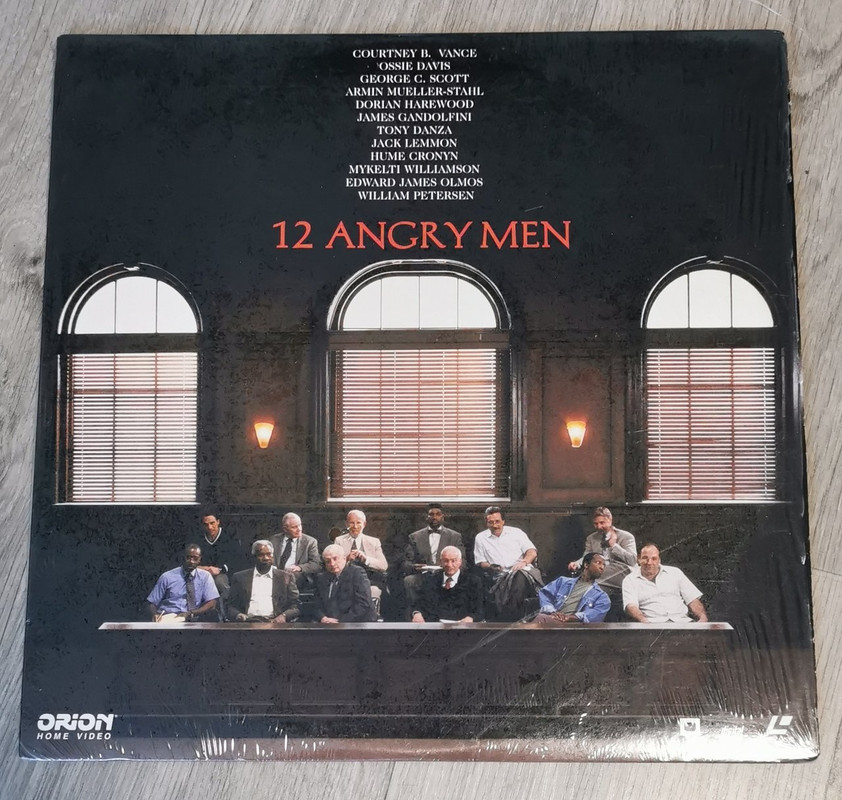 COURTNEY B. VANCE
OSSIE DAVIS
GEORGE C. SCOTT
ARMIN MUELLER-STAHL
DORIAN HAREWOOD
JAMES GANDOLFINI
TONY DANZA
JACK LEMMON
HUME CRONYN
MYKELTI WILLIAMSON
EDWARD JAMES OLMOS
WILLIAM PETERSEN
12 ANGRY MEN
ORION
HOME VIDEO